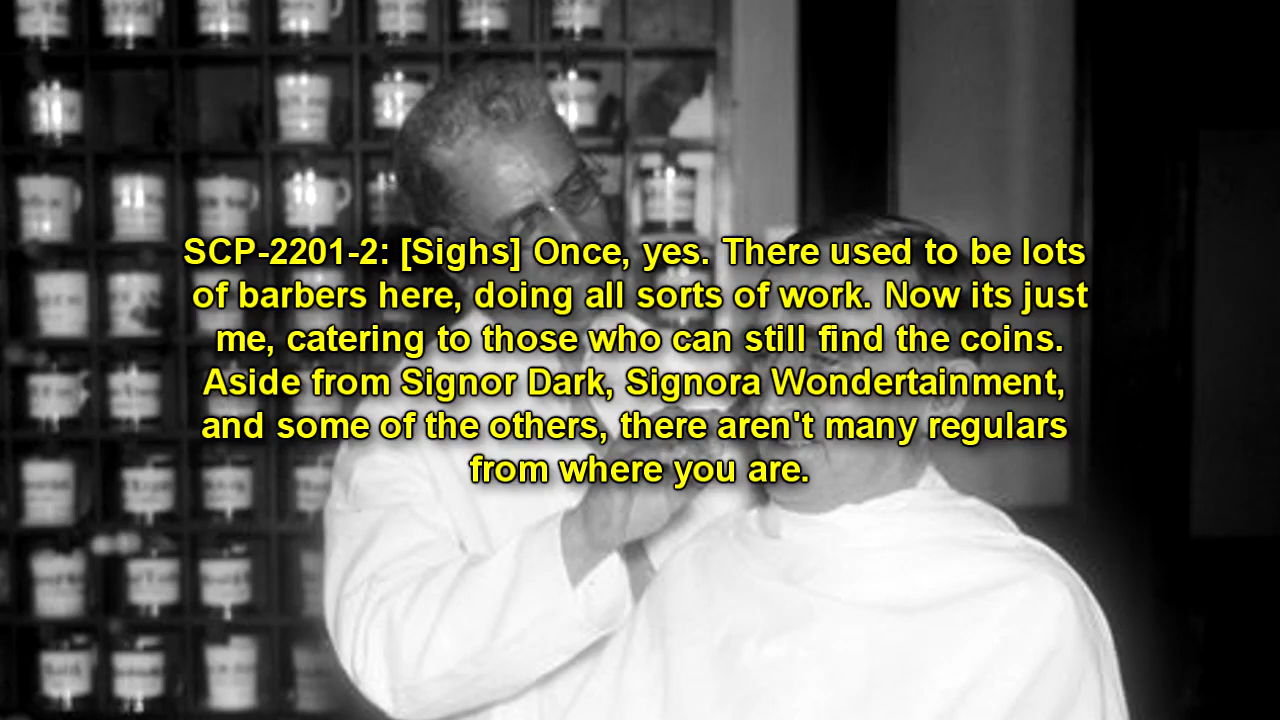 SCP-2201-2: [Sighs] Once, yes. There used to be lots
of barbers here, doing all sorts of work. Now its just
me, catering to those who can still find the coins.
Aside from Signor Dark, Signora Wondertainment,
and some of the others, there aren't many regulars
from where you are.